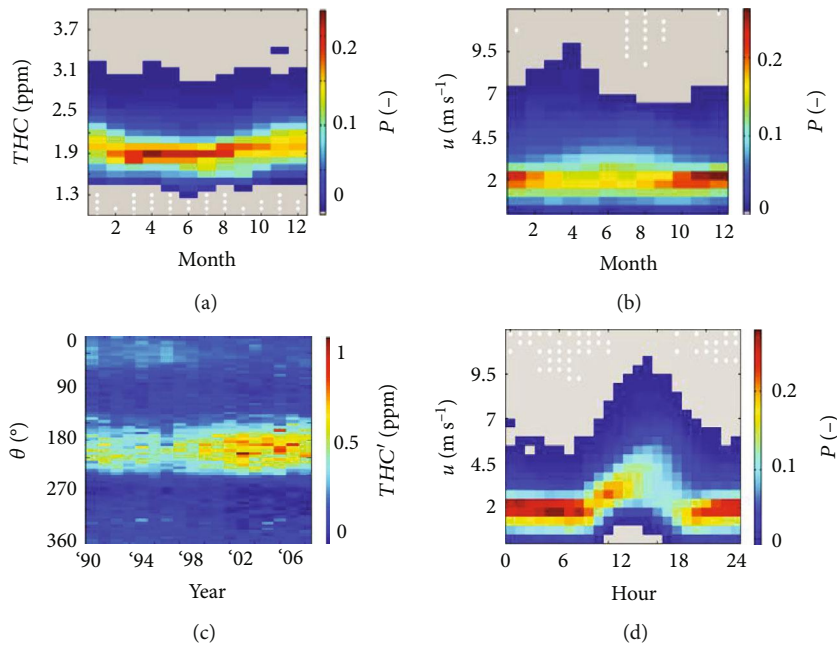 3.7
3.1
2.5
1.9
1.3
THC (ppm)
2 4 6 8 10 12
Month
0.2
0.1
0
P (–)
(a)
9.5
7
4.5
2
u (m s⁻¹)
2 4 6 8 10 12
Month
0.2
0.1
0
P (–)
(b)
0
90
180
270
360
θ (°)
‘90 ‘94 ‘98 ‘02 ‘06
Year
1
0.5
0
THC′ (ppm)
(c)
9.5
7
4.5
2
u (m s⁻¹)
0 6 12 18 24
Hour
0.2
0.1
0
P (–)
(d)